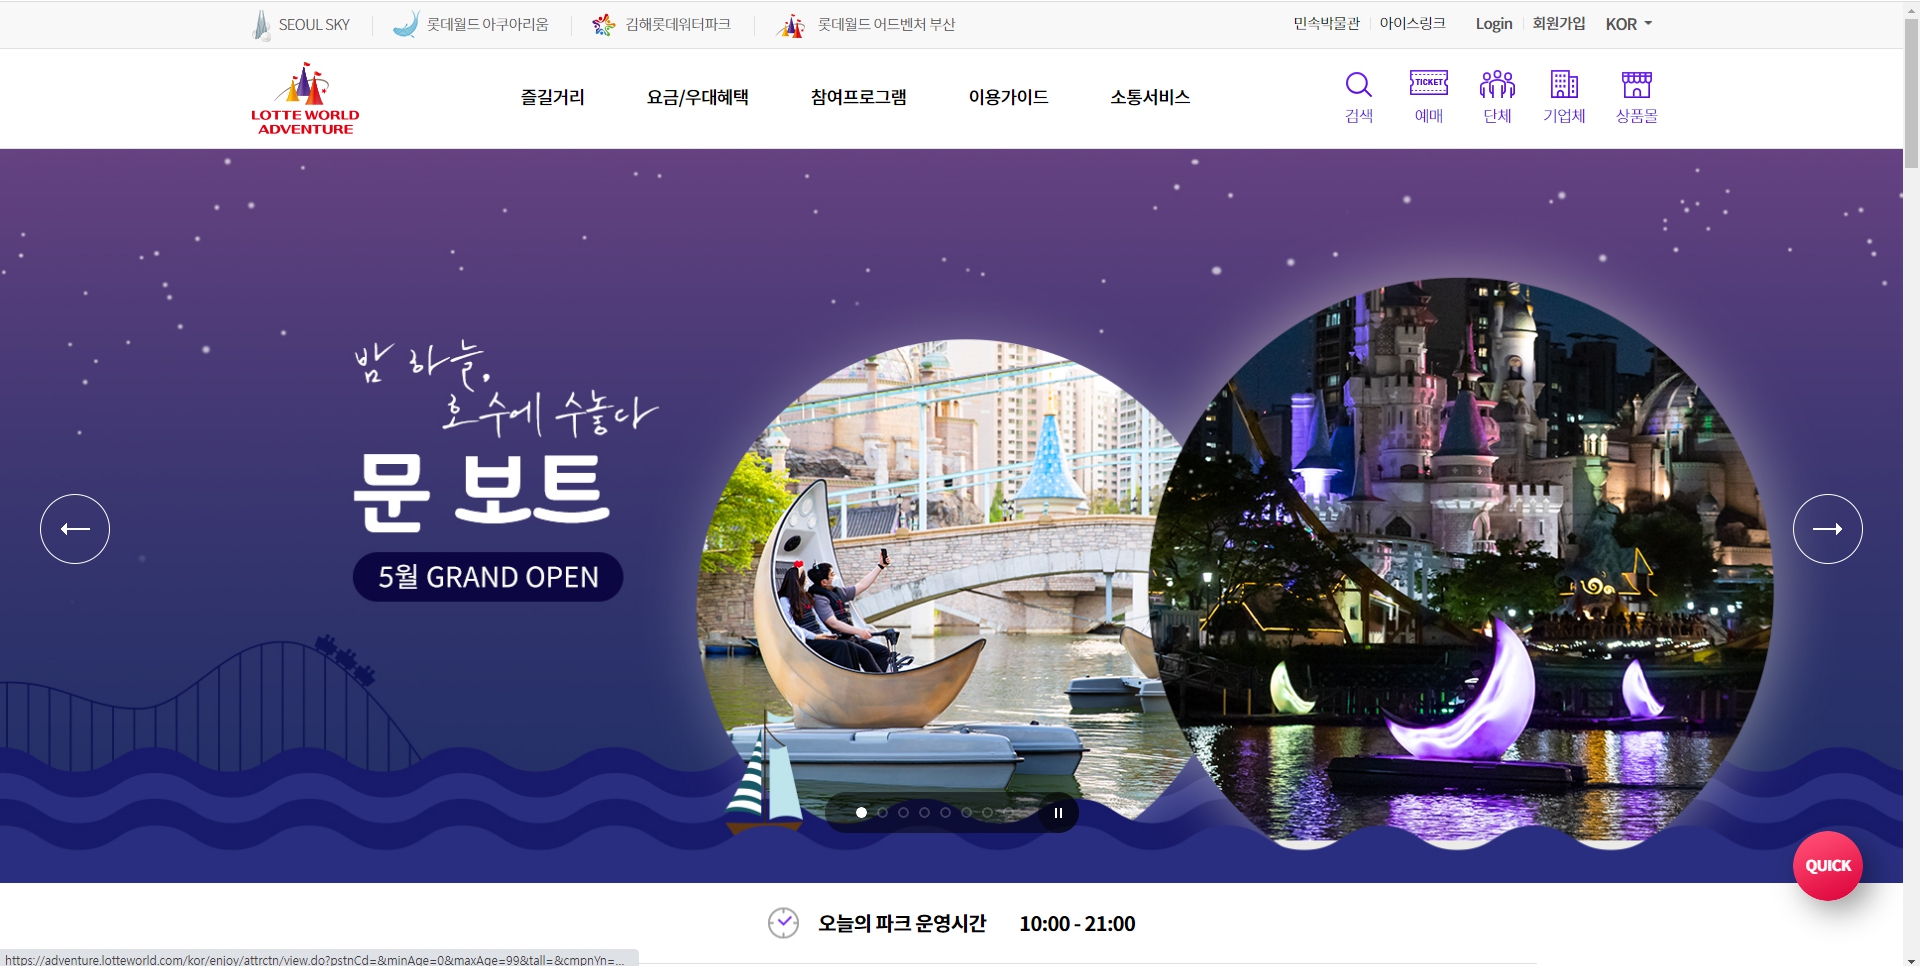 SEOUL SKY
롯데월드 아쿠아리움
김해롯데워터파크
롯데월드 어드벤처 부산
민속박물관
아이스링크
Login
회원가입
KOR
LOTTE WORLD
ADVENTURE
즐길거리
요금/우대혜택
참여프로그램
이용가이드
소통서비스
TICKET
검색
예매
단체
기업체
상품몰
밤 하늘,
호수에 수놓다
문 보트
5월 GRAND OPEN
QUICK
오늘의 파크 운영시간 10:00 - 21:00
https://adventure.lotteworld.com/kor/enjoy/attrctn/view.do?pstnCd=&minAge=0&maxAge=99&tall=&cmpnYn=...